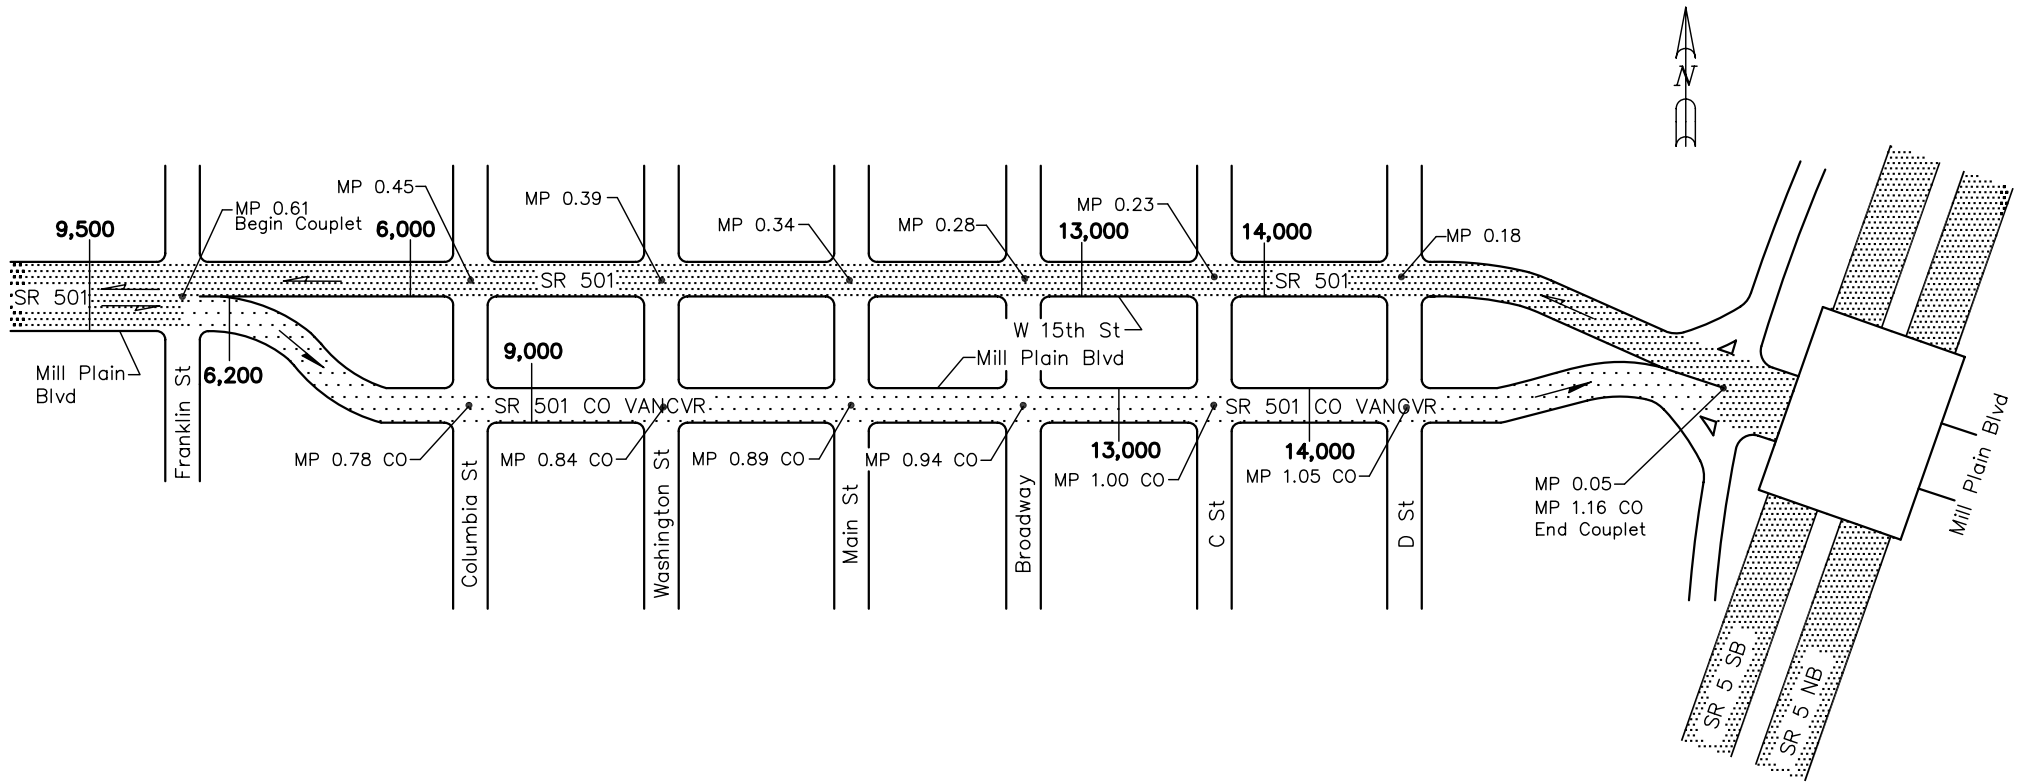 N
MP 0.45
MP 0.39
MP 0.34
MP 0.28
MP 0.23
MP 0.18
MP 0.61
Begin Couplet
9,500
6,000
13,000
14,000
SR 501
SR 501
SR 501
W 15th St
Mill Plain Blvd
Mill Plain
Blvd
6,200
9,000
SR 501 CO VANCVR
SR 501 CO VANCVR
13,000
14,000
MP 0.78 CO
MP 0.84 CO
MP 0.89 CO
MP 0.94 CO
MP 1.00 CO
MP 1.05 CO
MP 0.05
MP 1.16 CO
End Couplet
Franklin St
Columbia St
Washington St
Main St
Broadway
C St
D St
Mill Plain Blvd
SR 5 SB
SR 5 NB